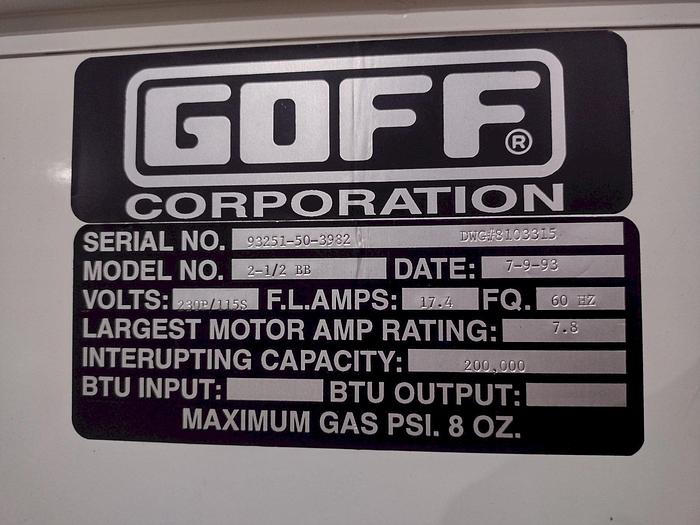 GOFF®
CORPORATION
SERIAL NO. 93251-50-3982 DWG#8103315
MODEL NO. 2-1/2 BB DATE: 7-9-93
VOLTS: 230P/115S F.L.AMPS: 17.4 FQ. 60 HZ
LARGEST MOTOR AMP RATING: 7.8
INTERUPTING CAPACITY: 200,000
BTU INPUT: BTU OUTPUT:
MAXIMUM GAS PSI. 8 OZ.